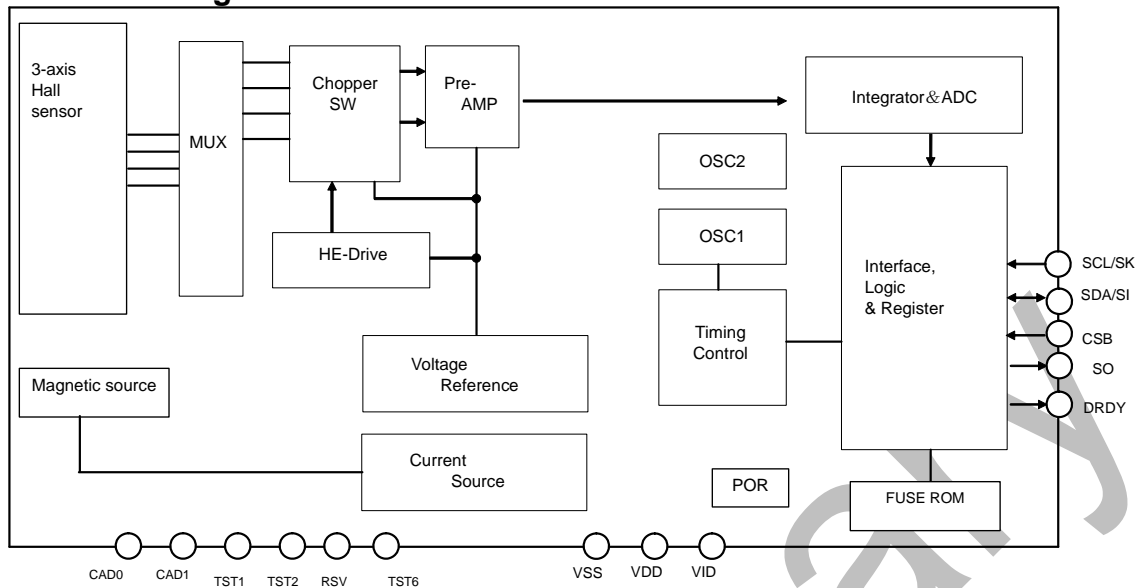 3-axis
Hall
sensor
MUX
Chopper
SW
Pre-
AMP
Integrator&ADC
OSC2
OSC1
HE-Drive
Interface,
Logic
& Register
Timing
Control
Voltage
Reference
Magnetic source
Current
Source
POR
FUSE ROM
SCL/SK
SDA/SI
CSB
SO
DRDY
CAD0
CAD1
TST1
TST2
RSV
TST6
VSS
VDD
VID